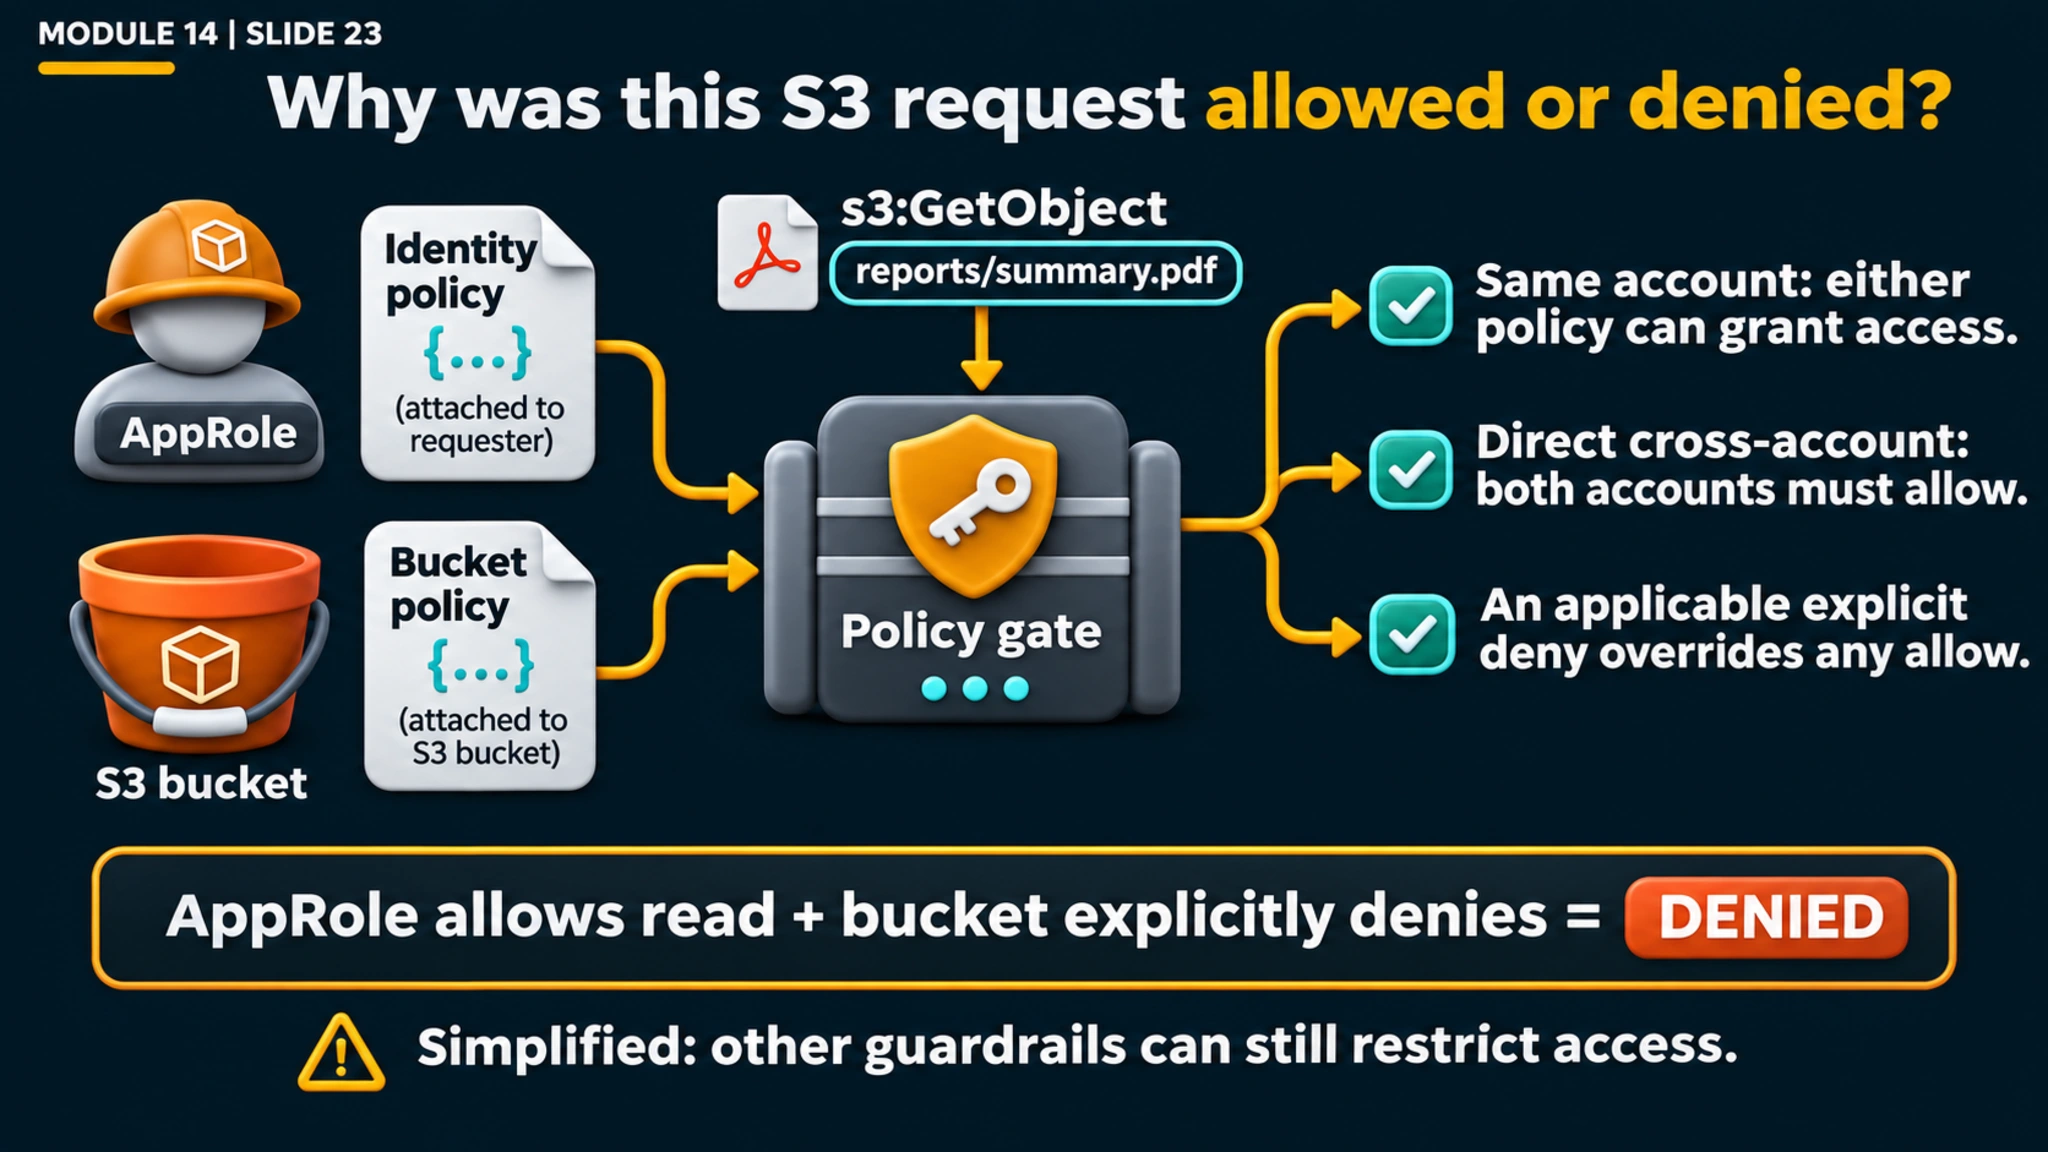 MODULE 14 | SLIDE 23
Why was this S3 request allowed or denied?
AppRole
Identity
policy
{...}
(attached to
requester)
S3 bucket
Bucket
policy
{...}
(attached to
S3 bucket)
s3:GetObject
reports/summary.pdf
Policy gate
Same account: either
policy can grant access.
Direct cross-account:
both accounts must allow.
An applicable explicit
deny overrides any allow.
AppRole allows read + bucket explicitly denies = DENIED
Simplified: other guardrails can still restrict access.